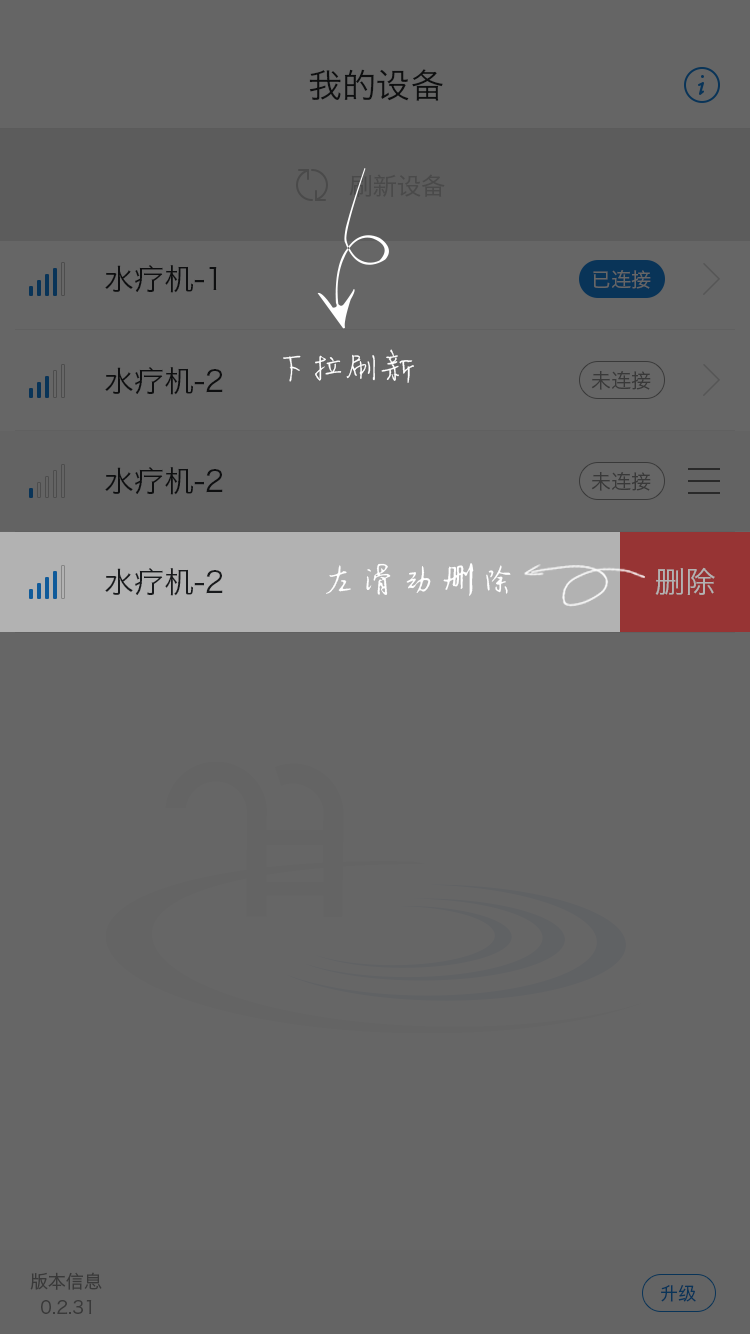 我的设备
刷新设备
水疗机-1 已连接
下拉刷新
水疗机-2 未连接
水疗机-2 未连接
水疗机-2 左滑动删除 删除
版本信息
0.2.31
升级